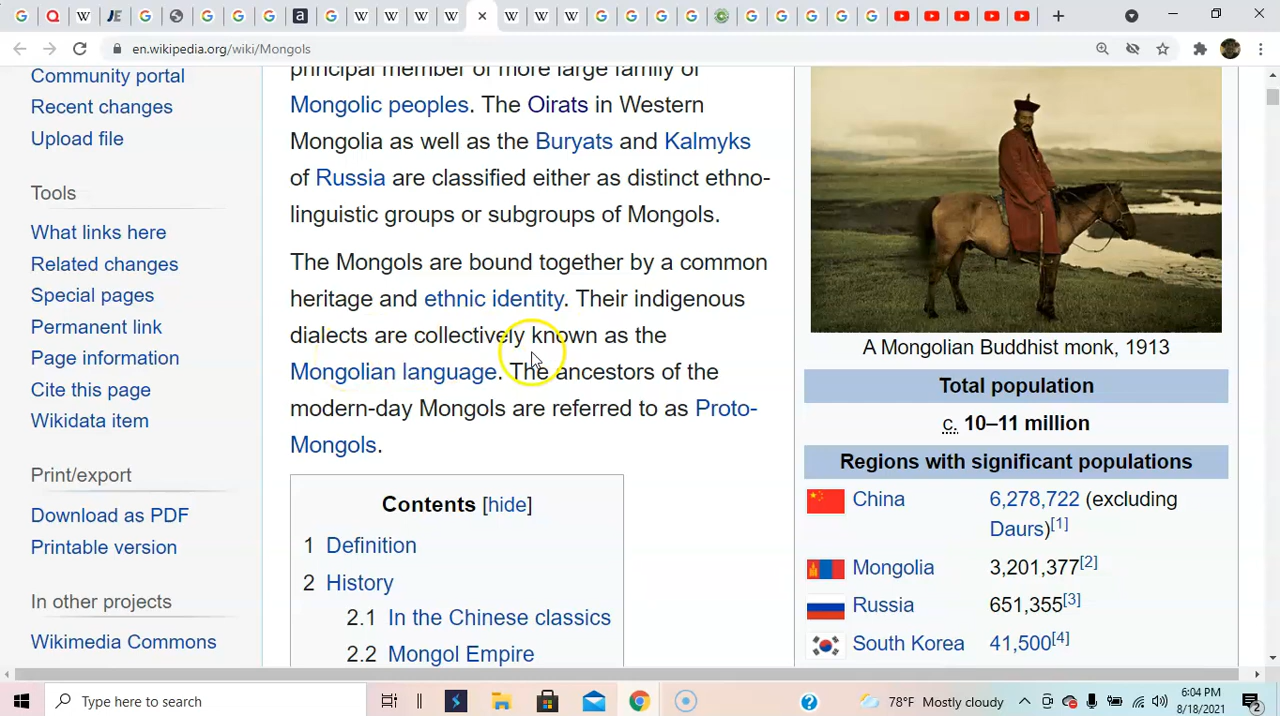 en.wikipedia.org/wiki/Mongols
Community portal
Recent changes
Upload file
Tools
What links here
Related changes
Special pages
Permanent link
Page information
Cite this page
Wikidata item
Print/export
Download as PDF
Printable version
In other projects
Wikimedia Commons
principal member of more large family of
Mongolic peoples. The Oirats in Western
Mongolia as well as the Buryats and Kalmyks
of Russia are classified either as distinct ethno-
linguistic groups or subgroups of Mongols.
The Mongols are bound together by a common
heritage and ethnic identity. Their indigenous
dialects are collectively known as the
Mongolian language. The ancestors of the
modern-day Mongols are referred to as Proto-
Mongols.
Contents [hide]
1 Definition
2 History
2.1 In the Chinese classics
2.2 Mongol Empire
A Mongolian Buddhist monk, 1913
Total population
c. 10–11 million
Regions with significant populations
China 6,278,722 (excluding
Daurs)[1]
Mongolia 3,201,377[2]
Russia 651,355[3]
South Korea 41,500[4]
Type here to search
78°F Mostly cloudy
6:04 PM
8/18/2021
2